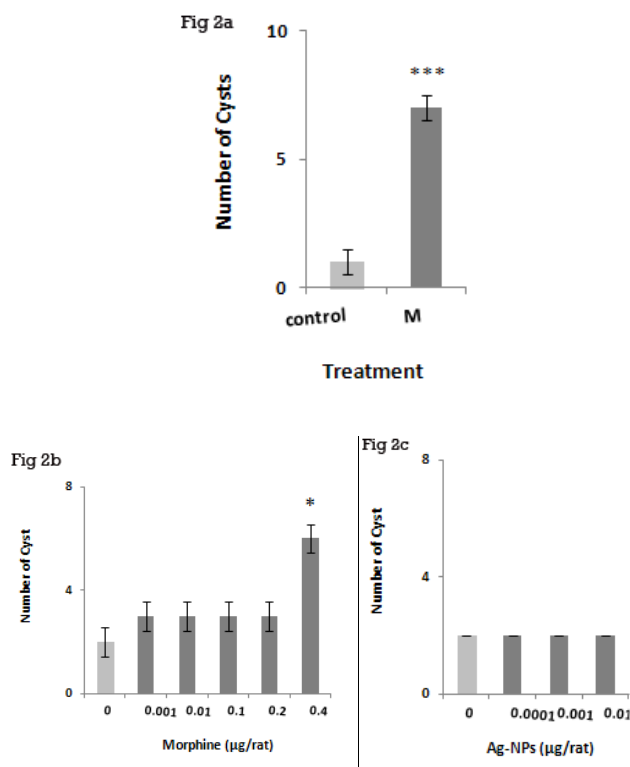 Fig 2a
Number of Cysts
10
5
0
***
control M
Treatment
Fig 2b
Number of Cyst
8
4
0
*
0 0.001 0.01 0.1 0.2 0.4
Morphine (µg/rat)
Fig 2c
Number of Cyst
8
4
0
0 0.0001 0.001 0.01
Ag-NPs (µg/rat)